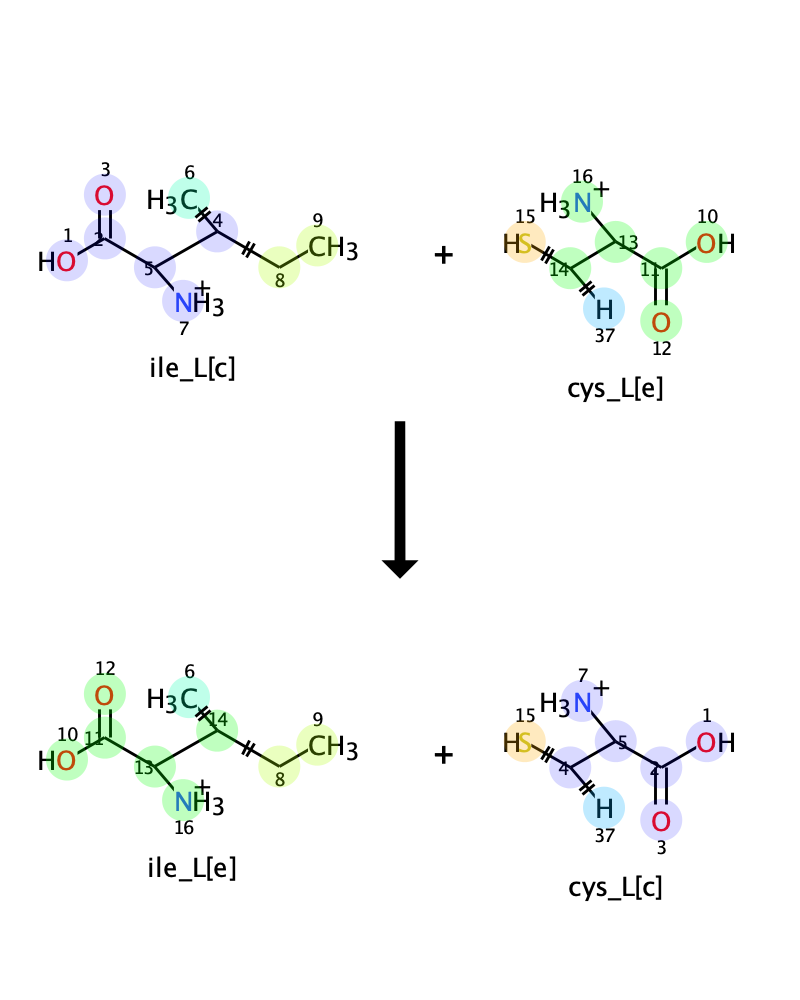 3 6 16
H₃C 4 9 H₃N⁺ 15 10
O CH₃ HS 13 OH
1 2 + 14 11
HO 5 8 H O
NH₃⁺ 37 12
7
ile_L[c] cys_L[e]
12 6 7
H₃C 14 9 H₃N⁺ 15 1
O CH₃ HS 5 OH
10 11 + 4 2
HO 13 8 H O
NH₃⁺ 37 3
16
ile_L[e] cys_L[c]